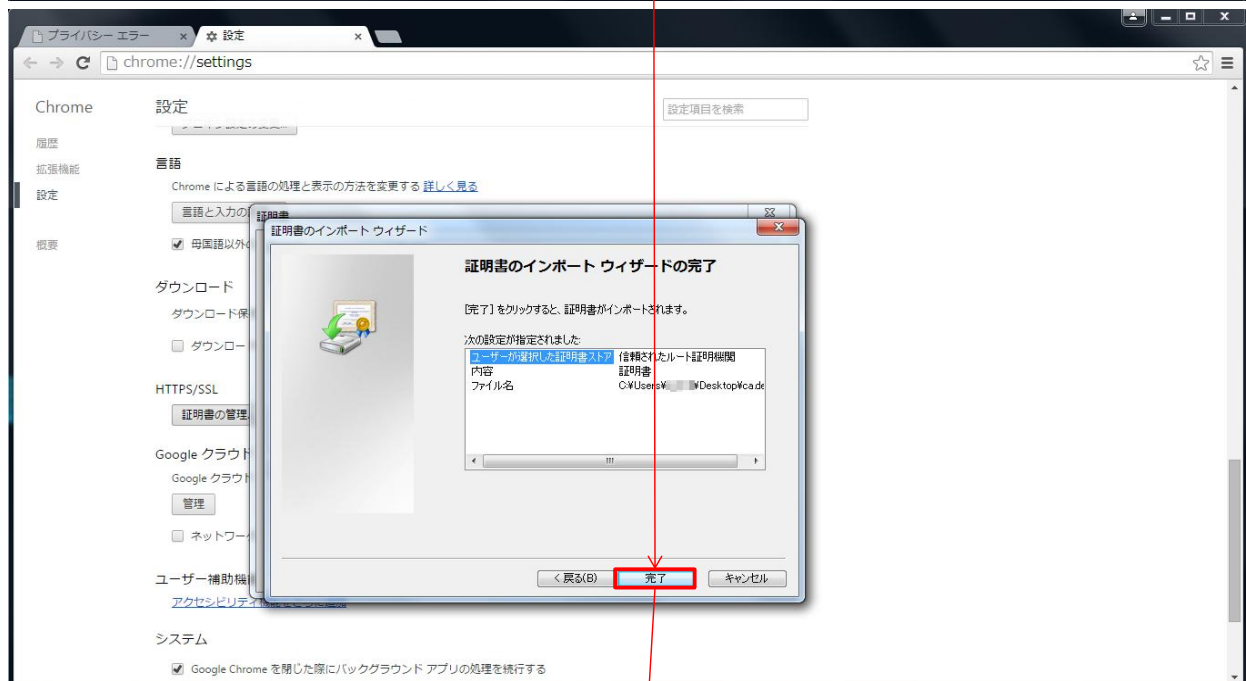 プライバシー エラー
設定
chrome://settings
Chrome
設定
設定項目を検索
履歴
拡張機能
設定
概要
言語
Chrome による言語の処理と表示の方法を変更する 詳しく見る
言語と入力の
母国語以外の
ダウンロード
ダウンロード保
ダウンロー
HTTPS/SSL
証明書の管理
Google クラウド
Google クラウド
管理
ネットワー
ユーザー補助機
アクセシビリティ
システム
Google Chrome を閉じた際にバックグラウンド アプリの処理を続行する
証明書
証明書のインポート ウィザード
証明書のインポート ウィザードの完了
[完了] をクリックすると、証明書がインポートされます。
次の設定が指定されました:
ユーザーが選択した証明書ストア 信頼されたルート証明機関
内容 証明書
ファイル名 C:¥Users¥ ¥Desktop¥ca.de
< 戻る(B)
完了
キャンセル